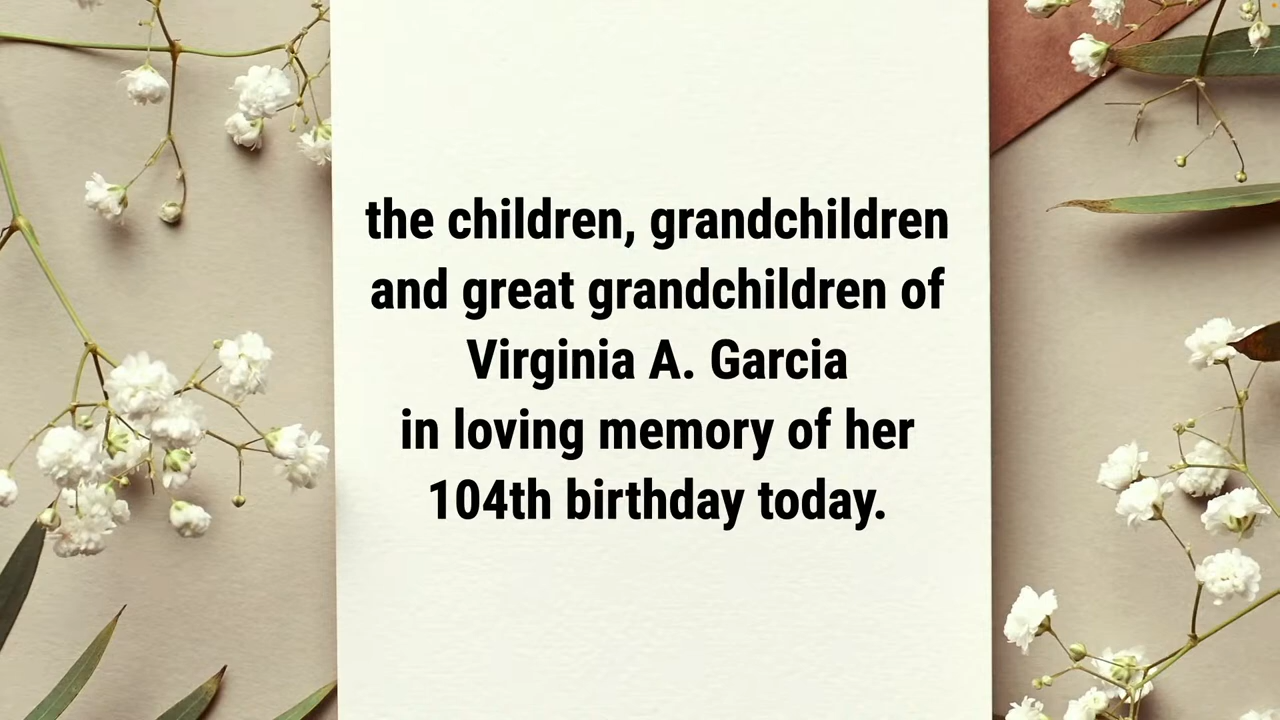 the children, grandchildren
and great grandchildren of
Virginia A. Garcia
in loving memory of her
104th birthday today.